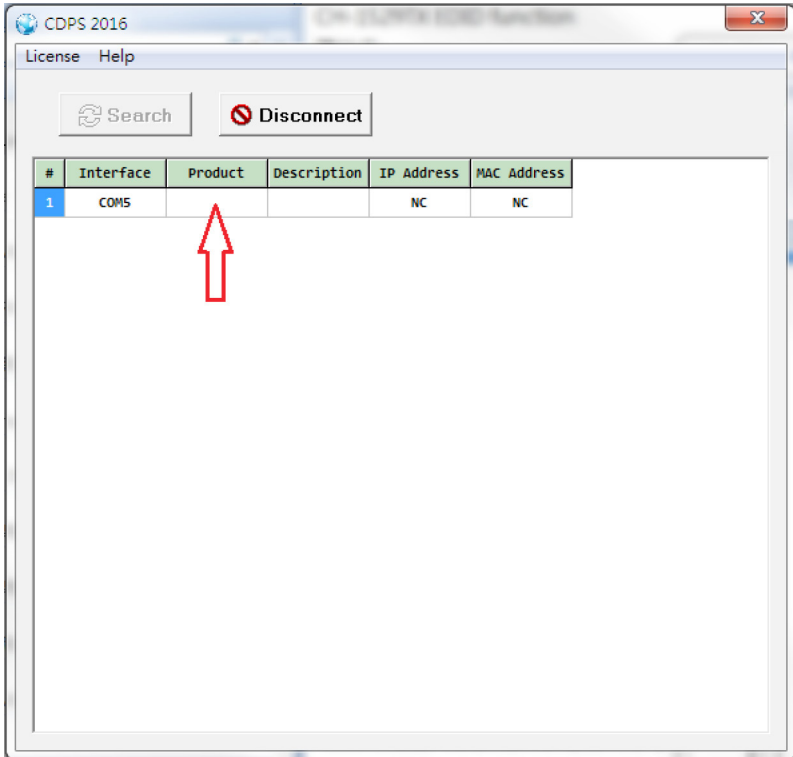 CDPS 2016
License Help
Search Disconnect
# Interface Product Description IP Address MAC Address
1 COM5 NC NC